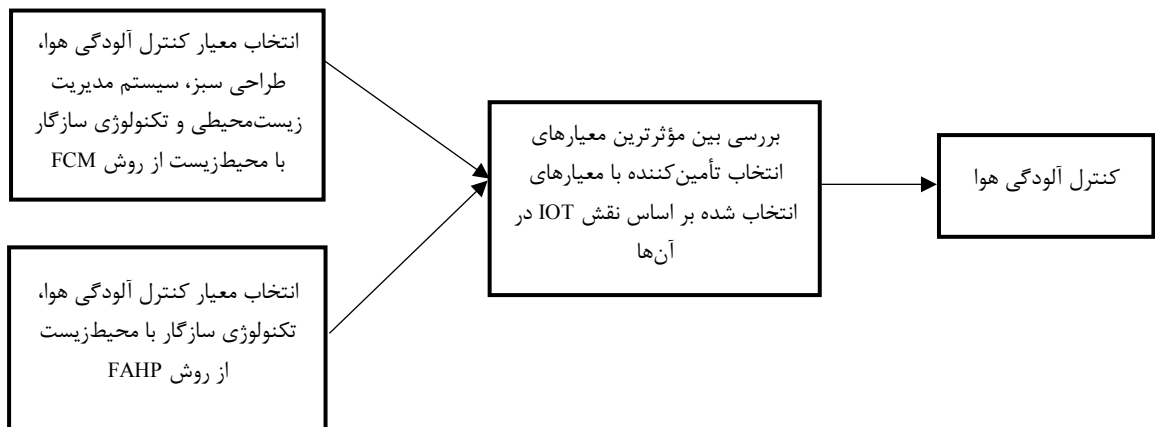 انتخاب معیار کنترل آلودگی هوا،
طراحی سبز، سیستم مدیریت
زیست‌محیطی و تکنولوژی سازگار
با محیط‌زیست از روش FCM
انتخاب معیار کنترل آلودگی هوا،
تکنولوژی سازگار با محیط‌زیست
از روش FAHP
بررسی بین مؤثرترین معیارهای
انتخاب تأمین‌کننده با معیارهای
انتخاب شده بر اساس نقش IOT در
آن‌ها
کنترل آلودگی هوا